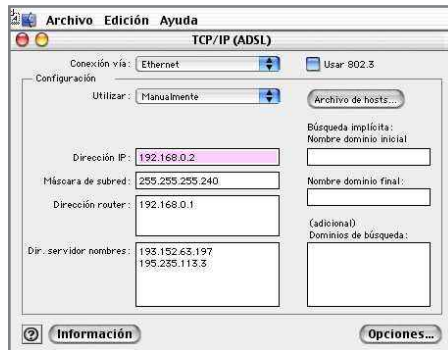 Archivo Edición Ayuda
TCP/IP (ADSL)
Conexión vía: Ethernet
Usar 802.3
Configuración
Utilizar: Manualmente
Archivo de hosts...
Búsqueda implícita:
Nombre dominio inicial
Dirección IP: 192.168.0.2
Máscara de subred: 255.255.255.240
Nombre dominio final:
Dirección router: 192.168.0.1
(adicional)
Dominios de búsqueda:
Dir. servidor nombres: 193.152.63.197
195.235.113.3
? Información
Opciones...